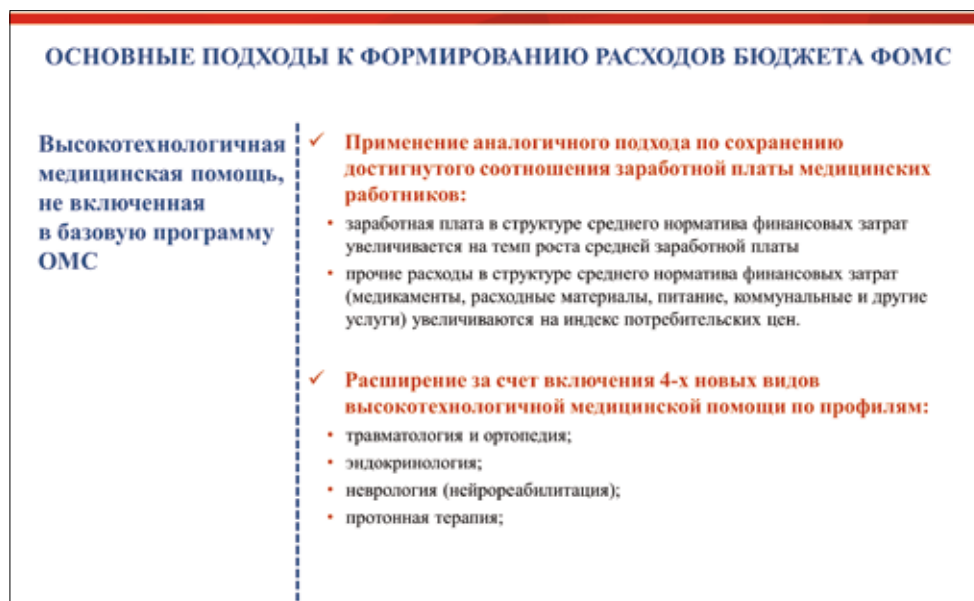 ОСНОВНЫЕ ПОДХОДЫ К ФОРМИРОВАНИЮ РАСХОДОВ БЮДЖЕТА ФОМС
Высокотехнологичная
медицинская помощь,
не включенная
в базовую программу
ОМС
✓ Применение аналогичного подхода по сохранению
достигнутого соотношения заработной платы медицинских
работников:
• заработная плата в структуре среднего норматива финансовых затрат
увеличивается на темп роста средней заработной платы
• прочие расходы в структуре среднего норматива финансовых затрат
(медикаменты, расходные материалы, питание, коммунальные и другие
услуги) увеличиваются на индекс потребительских цен.
✓ Расширение за счет включения 4-х новых видов
высокотехнологичной медицинской помощи по профилям:
• травматология и ортопедия;
• эндокринология;
• неврология (нейрореабилитация);
• протонная терапия;